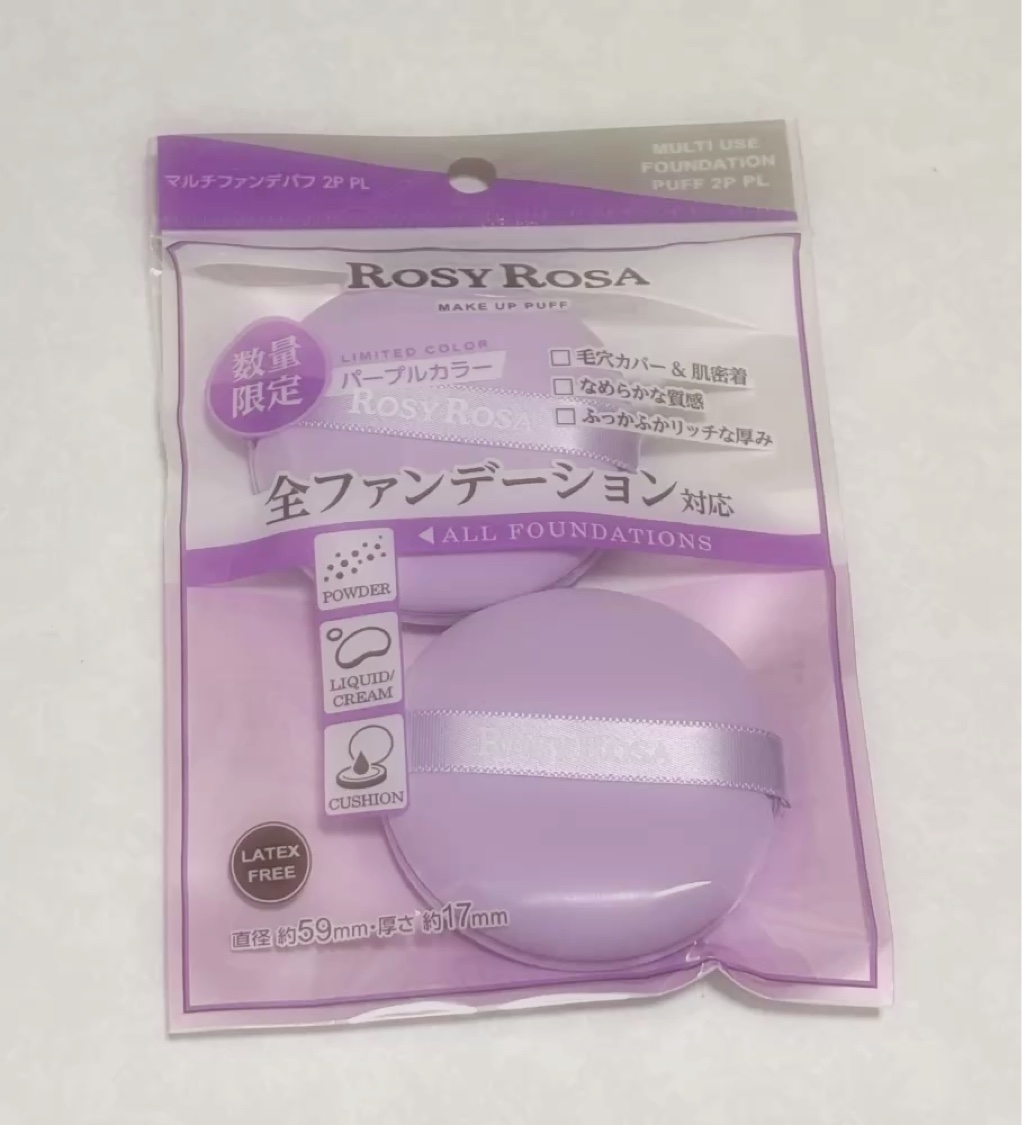 マルチファンデパフ 2P PL
MULTI USE
FOUNDATION
PUFF 2P PL
ROSY ROSA
MAKE UP PUFF
数量
限定
LIMITED COLOR
パープルカラー
□ 毛穴カバー & 肌密着
□ なめらかな質感
□ ふっかふかリッチな厚み
ROSY ROSA
全ファンデーション対応
◀ALL FOUNDATIONS
POWDER
LIQUID/
CREAM
CUSHION
ROSY ROSA
LATEX
FREE
直径 約59mm・厚さ 約17mm